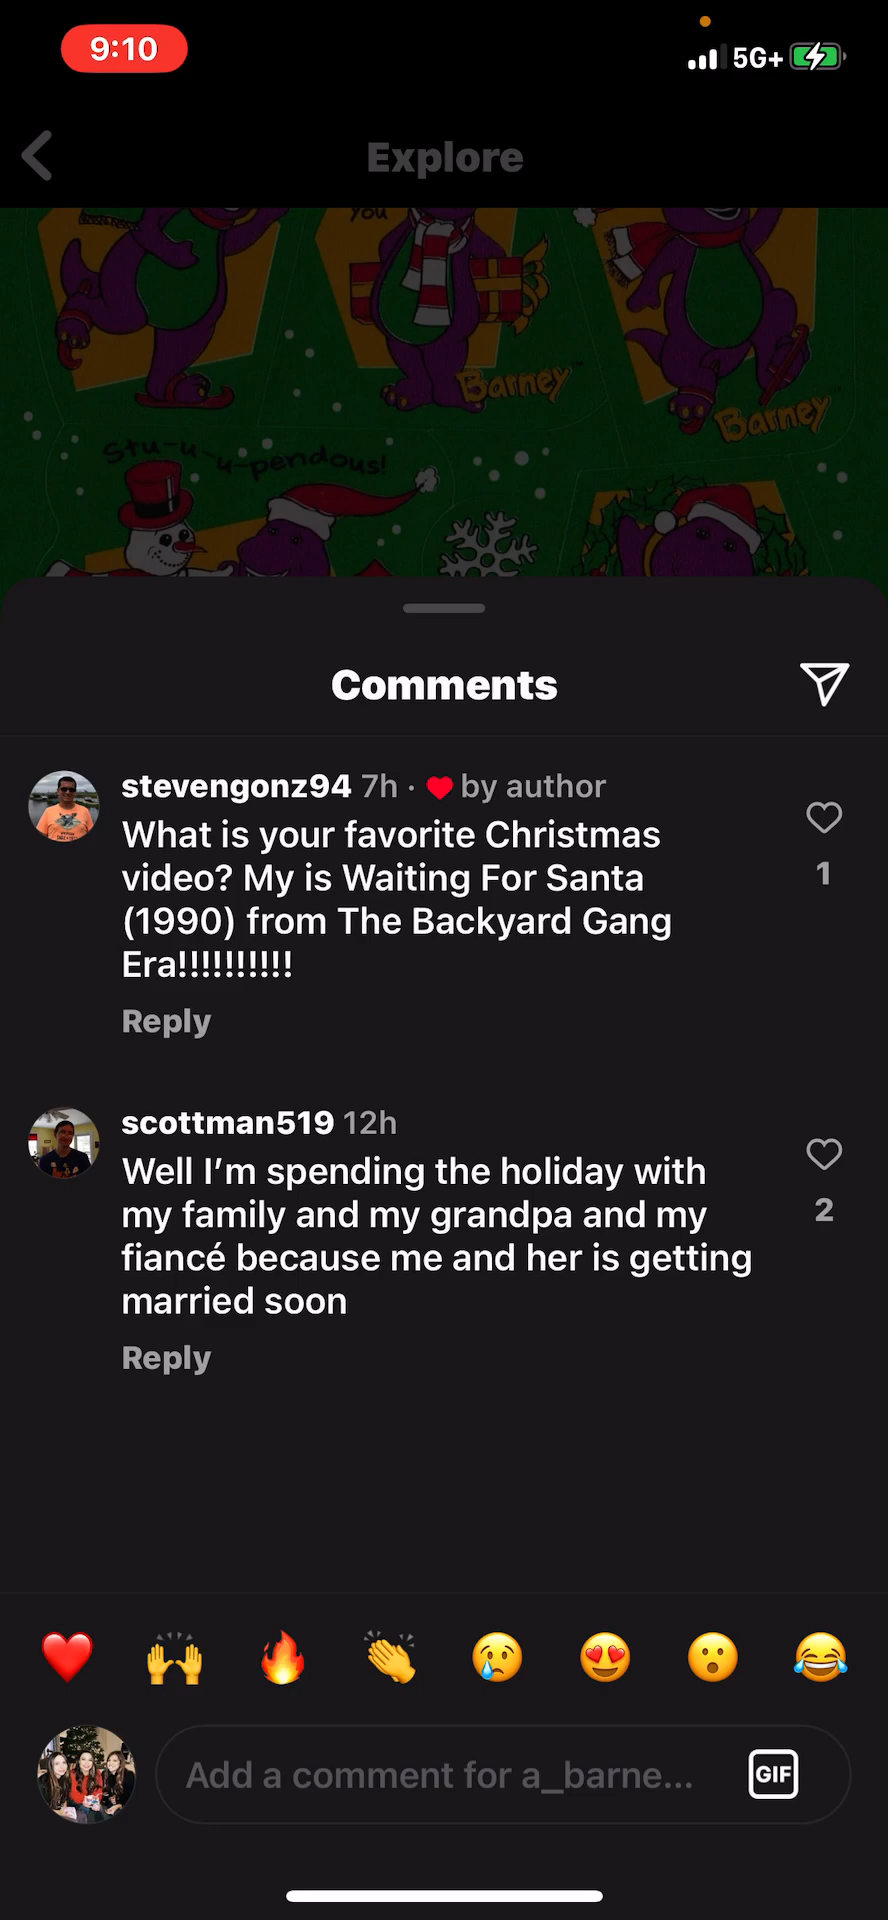 9:10
5G+
Explore
you
Barney
Barney
Stu-u-u-u-pendous!
Comments
stevengonz94 7h · ❤️ by author
What is your favorite Christmas
video? My is Waiting For Santa
(1990) from The Backyard Gang
Era!!!!!!!!!!
1
Reply
scottman519 12h
Well I’m spending the holiday with
my family and my grandpa and my
fiancé because me and her is getting
married soon
2
Reply
Add a comment for a_barne...
GIF